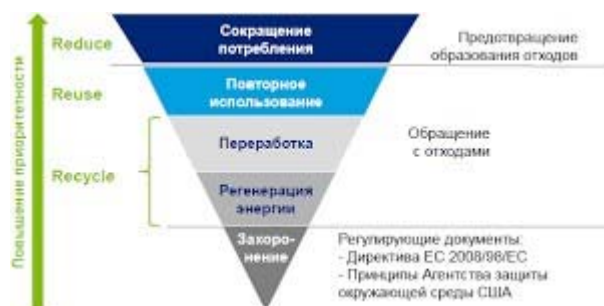 Повышение приоритетности
Reduce
Сокращение
потребления
Предотвращение
образования отходов
Reuse
Повторное
использование
Recycle
Переработка
Обращение
с отходами
Регенерация
энергии
Захоро-
нение
Регулирующие документы:
- Директива ЕС 2008/98/ЕС
- Принципы Агентства защиты
окружающей среды США